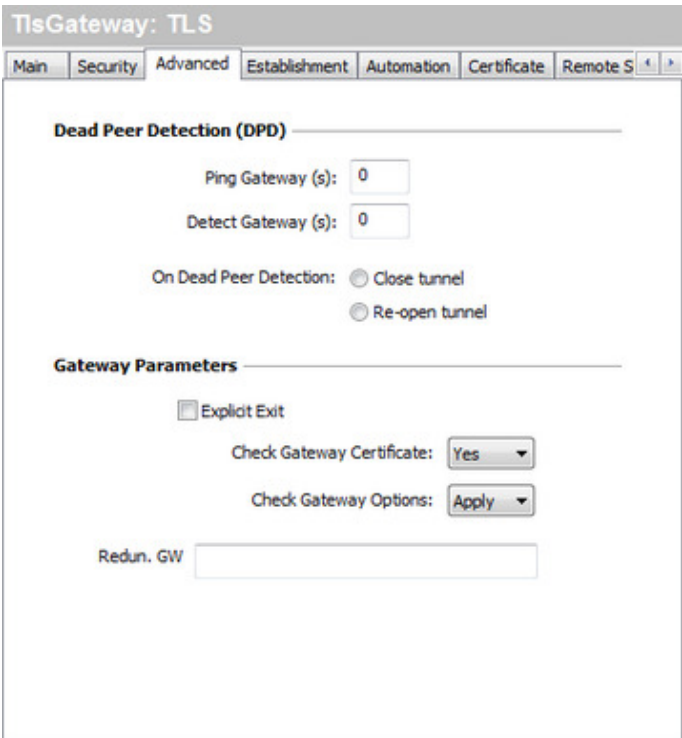 TlsGateway: TLS
Main Security Advanced Establishment Automation Certificate Remote S
Dead Peer Detection (DPD)
Ping Gateway (s): 0
Detect Gateway (s): 0
On Dead Peer Detection: Close tunnel
Re-open tunnel
Gateway Parameters
Explicit Exit
Check Gateway Certificate: Yes
Check Gateway Options: Apply
Redun. GW